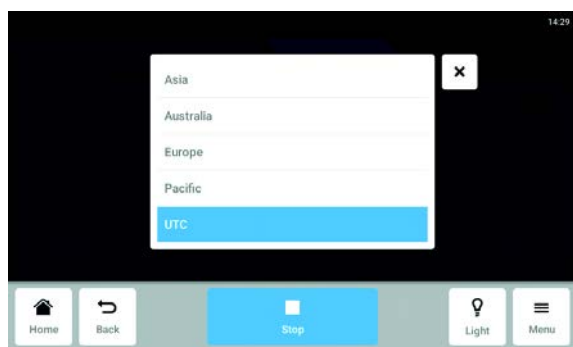 14:29
Asia
Australia
Europe
Pacific
UTC
Home
Back
Stop
Light
Menu